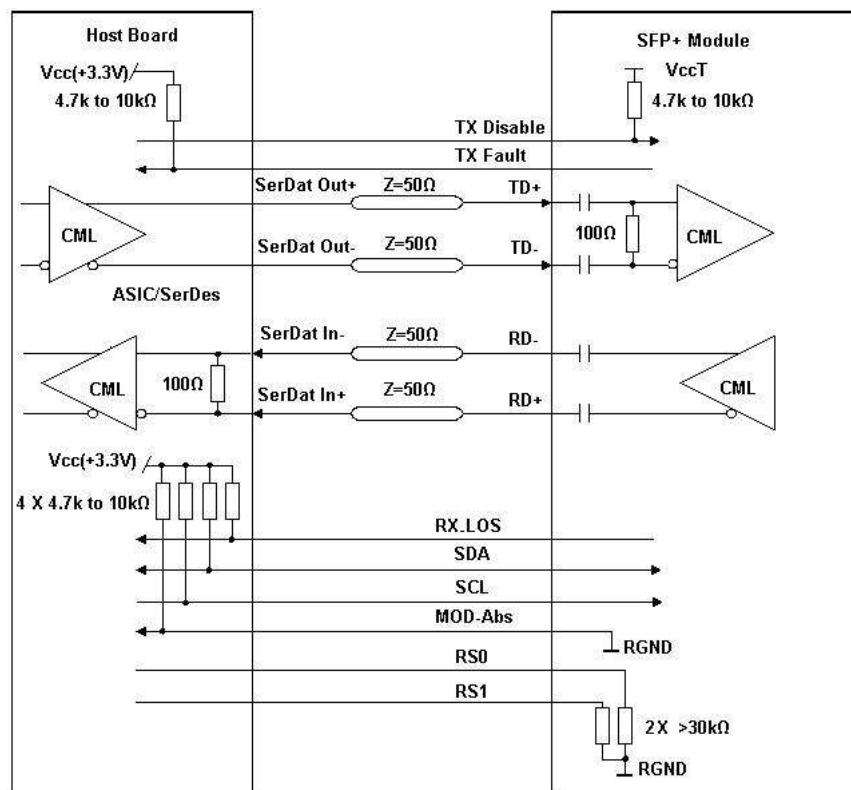 Host Board
SFP+ Module
Vcc(+3.3V)
4.7k to 10kΩ
VccT
4.7k to 10kΩ
TX Disable
TX Fault
SerDat Out+
Z=50Ω
TD+
CML
100Ω
CML
SerDat Out-
Z=50Ω
TD-
ASIC/SerDes
SerDat In-
Z=50Ω
RD-
CML
100Ω
CML
SerDat In+
Z=50Ω
RD+
Vcc(+3.3V)
4 X 4.7k to 10kΩ
RX_LOS
SDA
SCL
MOD-Abs
RGND
RS0
RS1
2X >30kΩ
RGND